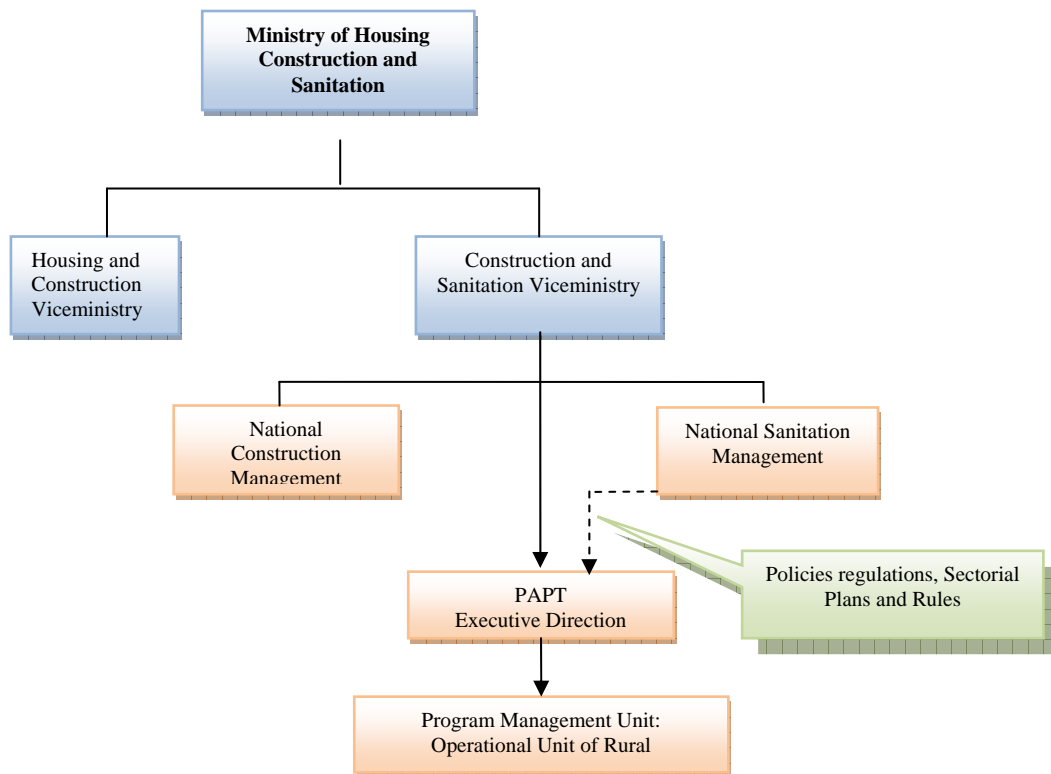 Ministry of Housing
Construction and
Sanitation
Housing and
Construction
Viceministry
Construction and
Sanitation Viceministry
National
Construction
Management
National Sanitation
Management
Policies regulations, Sectorial
Plans and Rules
PAPT
Executive Direction
Program Management Unit:
Operational Unit of Rural